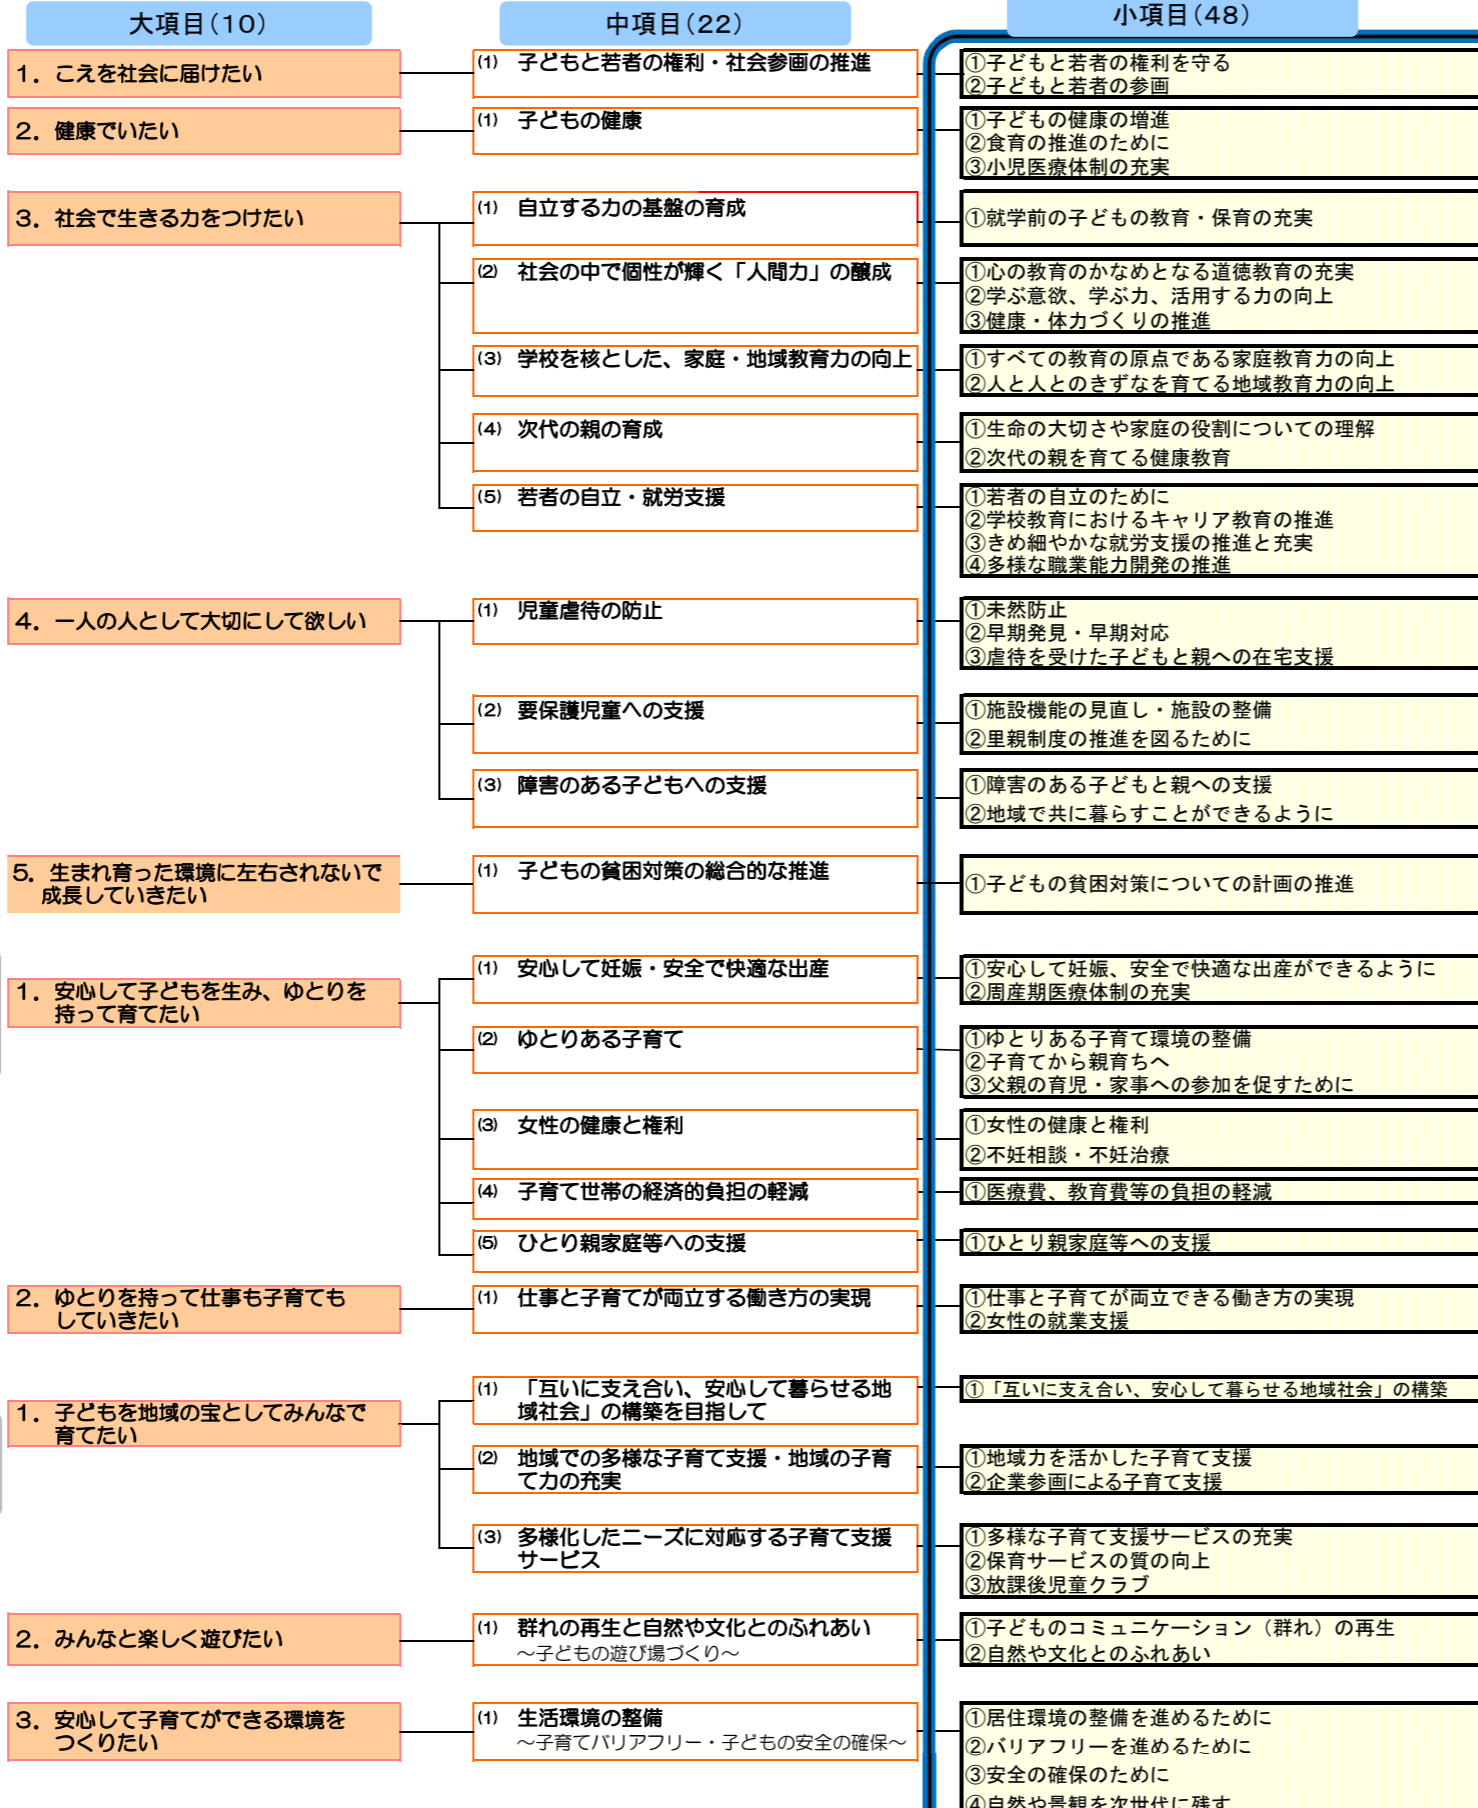 大項目(10)
中項目(22)
小項目(48)
1．こえを社会に届けたい
(1) 子どもと若者の権利・社会参画の推進
①子どもと若者の権利を守る
②子どもと若者の参画
2．健康でいたい
(1) 子どもの健康
①子どもの健康の増進
②食育の推進のために
③小児医療体制の充実
3．社会で生きる力をつけたい
(1) 自立する力の基盤の育成
①就学前の子どもの教育・保育の充実
(2) 社会の中で個性が輝く「人間力」の醸成
①心の教育のかなめとなる道徳教育の充実
②学ぶ意欲、学ぶ力、活用する力の向上
③健康・体力づくりの推進
(3) 学校を核とした、家庭・地域教育力の向上
①すべての教育の原点である家庭教育力の向上
②人と人とのきずなを育てる地域教育力の向上
(4) 次代の親の育成
①生命の大切さや家庭の役割についての理解
②次代の親を育てる健康教育
(5) 若者の自立・就労支援
①若者の自立のために
②学校教育におけるキャリア教育の推進
③きめ細やかな就労支援の推進と充実
④多様な職業能力開発の推進
4．一人の人として大切にして欲しい
(1) 児童虐待の防止
①未然防止
②早期発見・早期対応
③虐待を受けた子どもと親への在宅支援
(2) 要保護児童への支援
①施設機能の見直し・施設の整備
②里親制度の推進を図るために
(3) 障害のある子どもへの支援
①障害のある子どもと親への支援
②地域で共に暮らすことができるように
5．生まれ育った環境に左右されないで
成長していきたい
(1) 子どもの貧困対策の総合的な推進
①子どもの貧困対策についての計画の推進
1．安心して子どもを生み、ゆとりを
持って育てたい
(1) 安心して妊娠・安全で快適な出産
①安心して妊娠、安全で快適な出産ができるように
②周産期医療体制の充実
(2) ゆとりある子育て
①ゆとりある子育て環境の整備
②子育てから親育ちへ
③父親の育児・家事への参加を促すために
(3) 女性の健康と権利
①女性の健康と権利
②不妊相談・不妊治療
(4) 子育て世帯の経済的負担の軽減
①医療費、教育費等の負担の軽減
(5) ひとり親家庭等への支援
①ひとり親家庭等への支援
2．ゆとりを持って仕事も子育ても
していきたい
(1) 仕事と子育てが両立する働き方の実現
①仕事と子育てが両立できる働き方の実現
②女性の就業支援
1．子どもを地域の宝としてみんなで
育てたい
(1) 「互いに支え合い、安心して暮らせる地
域社会」の構築を目指して
①「互いに支え合い、安心して暮らせる地域社会」の構築
(2) 地域での多様な子育て支援・地域の子育
て力の充実
①地域力を活かした子育て支援
②企業参画による子育て支援
(3) 多様化したニーズに対応する子育て支援
サービス
①多様な子育て支援サービスの充実
②保育サービスの質の向上
③放課後児童クラブ
2．みんなと楽しく遊びたい
(1) 群れの再生と自然や文化とのふれあい
～子どもの遊び場づくり～
①子どものコミュニケーション（群れ）の再生
②自然や文化とのふれあい
3．安心して子育てができる環境を
つくりたい
(1) 生活環境の整備
～子育てバリアフリー・子どもの安全の確保～
①居住環境の整備を進めるために
②バリアフリーを進めるために
③安全の確保のために
④自然や景観を次世代に残す